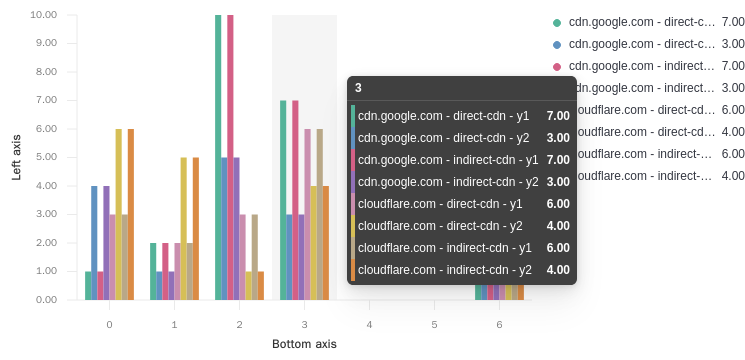 10.00
8.00
7.00
6.00
5.00
4.00
3.00
2.00
1.00
0.00
Left axis
0
1
2
3
4
5
6
Bottom axis
cdn.google.com - direct-c... 7.00
cdn.google.com - direct-c... 3.00
cdn.google.com - indirect... 7.00
dn.google.com - indirect... 3.00
oudflare.com - direct-cd... 6.00
oudflare.com - direct-cd... 4.00
oudflare.com - indirect-... 6.00
oudflare.com - indirect-... 4.00
3
cdn.google.com - direct-cdn - y1 7.00
cdn.google.com - direct-cdn - y2 3.00
cdn.google.com - indirect-cdn - y1 7.00
cdn.google.com - indirect-cdn - y2 3.00
cloudflare.com - direct-cdn - y1 6.00
cloudflare.com - direct-cdn - y2 4.00
cloudflare.com - indirect-cdn - y1 6.00
cloudflare.com - indirect-cdn - y2 4.00